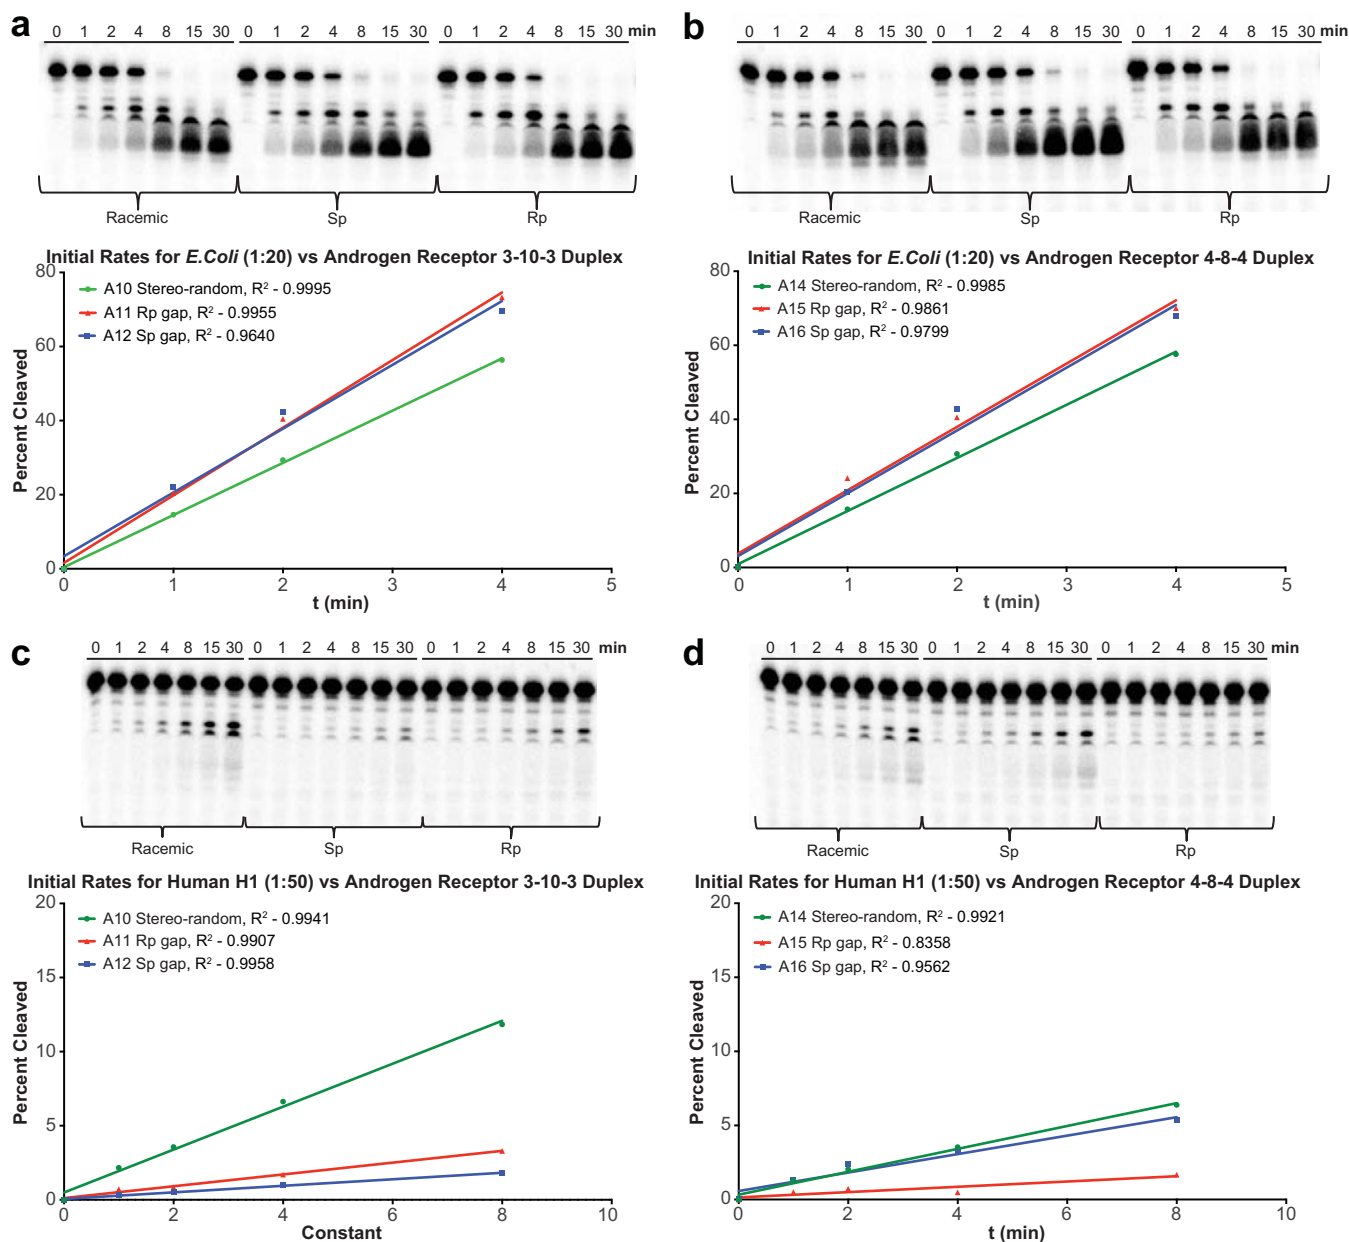 a
0 1 2 4 8 15 30 0 1 2 4 8 15 30 0 1 2 4 8 15 30 min
Racemic Sp Rp
Initial Rates for E.Coli (1:20) vs Androgen Receptor 3-10-3 Duplex
A10 Stereo-random, R² - 0.9995
A11 Rp gap, R² - 0.9955
A12 Sp gap, R² - 0.9640
Percent Cleaved
80
60
40
20
0
0 1 2 3 4 5
t (min)
b
0 1 2 4 8 15 30 0 1 2 4 8 15 30 0 1 2 4 8 15 30 min
Racemic Sp Rp
Initial Rates for E.Coli (1:20) vs Androgen Receptor 4-8-4 Duplex
A14 Stereo-random, R² - 0.9985
A15 Rp gap, R² - 0.9861
A16 Sp gap, R² - 0.9799
Percent Cleaved
80
60
40
20
0
0 1 2 3 4 5
t (min)
c
0 1 2 4 8 15 30 0 1 2 4 8 15 30 0 1 2 4 8 15 30 min
Racemic Sp Rp
Initial Rates for Human H1 (1:50) vs Androgen Receptor 3-10-3 Duplex
A10 Stereo-random, R² - 0.9941
A11 Rp gap, R² - 0.9907
A12 Sp gap, R² - 0.9958
Percent Cleaved
20
15
10
5
0
0 2 4 6 8 10
Constant
d
0 1 2 4 8 15 30 0 1 2 4 8 15 30 0 1 2 4 8 15 30 min
Racemic Sp Rp
Initial Rates for Human H1 (1:50) vs Androgen Receptor 4-8-4 Duplex
A14 Stereo-random, R² - 0.9921
A15 Rp gap, R² - 0.8358
A16 Sp gap, R² - 0.9562
Percent Cleaved
20
15
10
5
0
0 2 4 6 8 10
t (min)